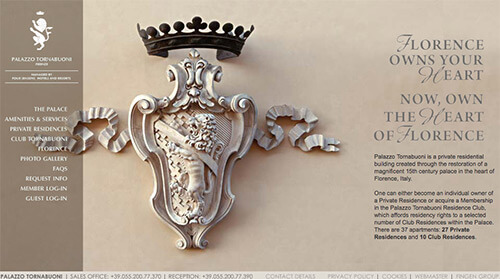 PALAZZO TORNABUONI
FIRENZE
MANAGED BY
FOUR SEASONS HOTELS AND RESORTS
THE PALACE
AMENITIES & SERVICES
PRIVATE RESIDENCES
CLUB TORNABUONI
FLORENCE
PHOTO GALLERY
FAQS
REQUEST INFO
MEMBER LOG-IN
GUEST LOG-IN
FLORENCE
OWNS YOUR
HEART
NOW, OWN
THE HEART
OF FLORENCE
Palazzo Tornabuoni is a private residential
building created through the restoration of a
magnificent 15th century palace in the heart of
Florence, Italy.
One can either become an individual owner of
a Private Residence or acquire a Membership
in the Palazzo Tornabuoni Residence Club,
which affords residency rights to a selected
number of Club Residences within the Palace.
There are 37 apartments: 27 Private
Residences and 10 Club Residences.
PALAZZO TORNABUONI | SALES OFFICE: +39.055.200.77.370 | RECEPTION: +39.055.200.77.390 CONTACT DETAILS PRIVACY POLICY | COOKIES | WEBMASTER | FINGEN GROUP